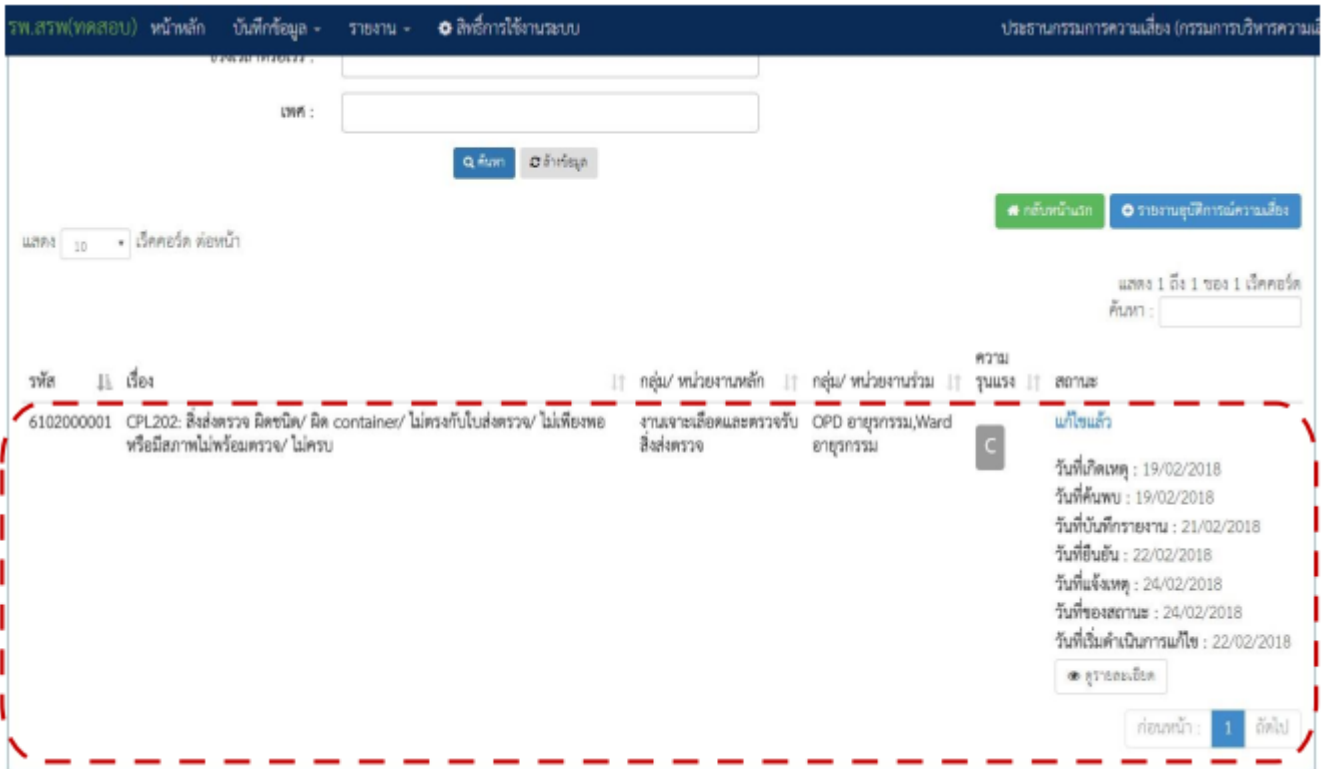 รพ.สรพ(ทดสอบ) หน้าหลัก บันทึกข้อมูล รายงาน สิทธิ์การใช้งานระบบ ประธานกรรมการความเสี่ยง (กรรมการบริหารความ
เพศ :
ค้นหา ล้างข้อมูล
กลับหน้าแรก รายงานอุบัติการณ์ความเสี่ยง
แสดง 10 เร็คคอร์ด ต่อหน้า
แสดง 1 ถึง 1 ของ 1 เร็คคอร์ด
ค้นหา :
รหัส เรื่อง กลุ่ม/ หน่วยงานหลัก กลุ่ม/ หน่วยงานร่วม ความ
รุนแรง สถานะ
6102000001 CPL202: สิ่งส่งตรวจ ผิดชนิด/ ผิด container/ ไม่ตรงกับใบส่งตรวจ/ ไม่เพียงพอ
หรือมีสภาพไม่พร้อมตรวจ/ ไม่ครบ
งานเจาะเลือดและตรวจรับ
สิ่งส่งตรวจ
OPD อายุรกรรม,Ward
อายุรกรรม
C
แก้ไขแล้ว
วันที่เกิดเหตุ : 19/02/2018
วันที่ค้นพบ : 19/02/2018
วันที่บันทึกรายงาน : 21/02/2018
วันที่ยืนยัน : 22/02/2018
วันที่แจ้งเหตุ : 24/02/2018
วันที่ของสถานะ : 24/02/2018
วันที่เริ่มดำเนินการแก้ไข : 22/02/2018
ดูรายละเอียด
ก่อนหน้า : 1 ถัดไป